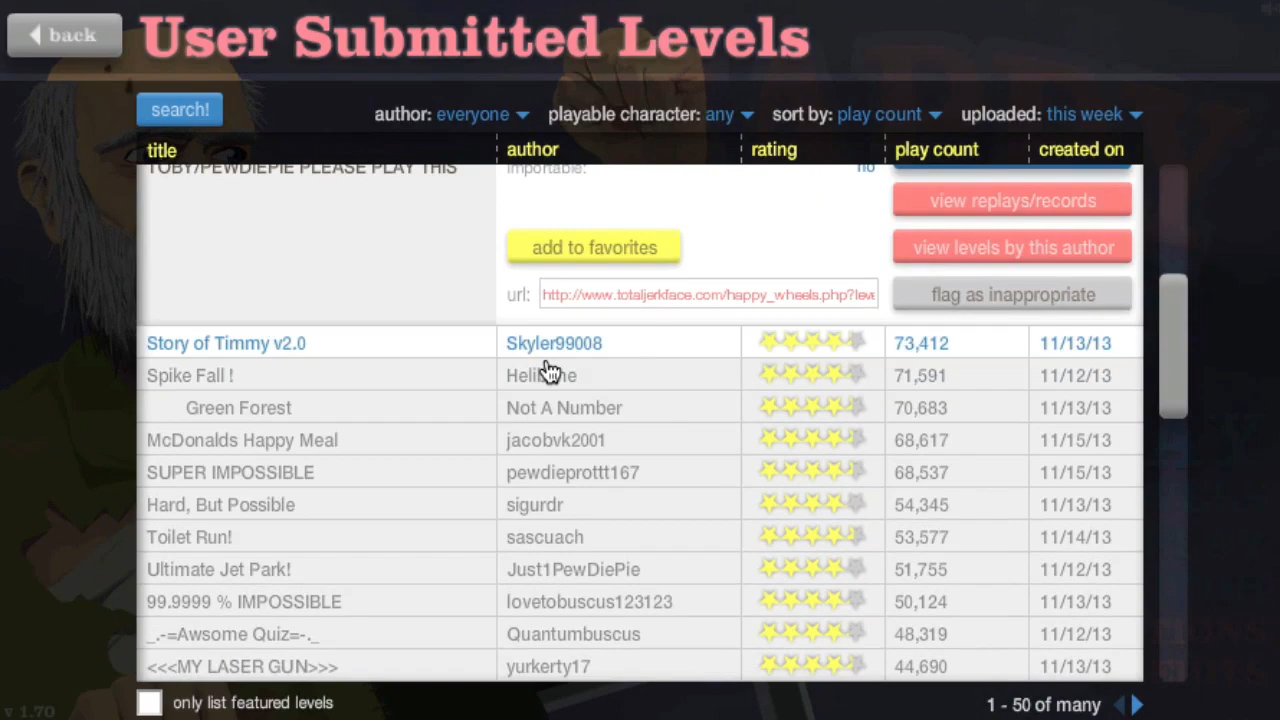 back
User Submitted Levels
search!
author: everyone
playable character: any
sort by: play count
uploaded: this week
title
author
rating
play count
created on
TOBY/PEWDIEPIE PLEASE PLAY THIS
importable:
no
view replays/records
add to favorites
view levels by this author
url: http://www.totaljerkface.com/happy_wheels.php?leve
flag as inappropriate
Story of Timmy v2.0 Skyler99008 73,412 11/13/13
Spike Fall ! 71,591 11/12/13
Green Forest Not A Number 70,683 11/13/13
McDonalds Happy Meal jacobvk2001 68,617 11/15/13
SUPER IMPOSSIBLE pewdieprottt167 68,537 11/15/13
Hard, But Possible sigurdr 54,345 11/13/13
Toilet Run! sascuach 53,577 11/14/13
Ultimate Jet Park! Just1PewDiePie 51,755 11/12/13
99.9999 % IMPOSSIBLE lovetobuscus123123 50,124 11/13/13
_.-=Awsome Quiz=-._ Quantumbuscus 48,319 11/12/13
<<<MY LASER GUN>>> yurkerty17 44,690 11/13/13
only list featured levels
1 - 50 of many
v 1.70